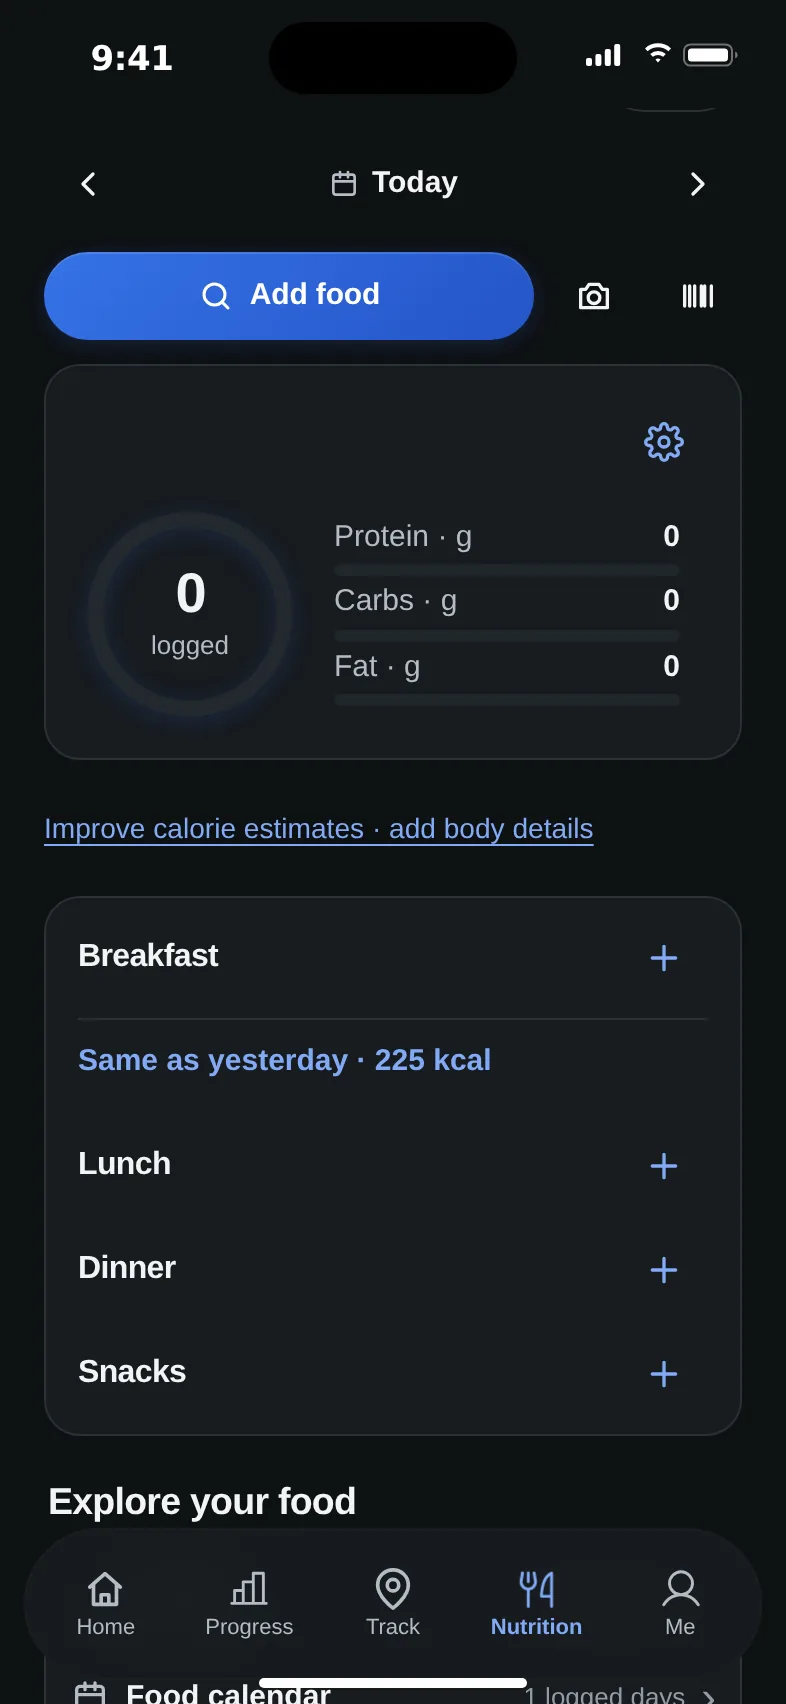 9:41
Today
Add food
0
logged
Protein · g 0
Carbs · g 0
Fat · g 0
Improve calorie estimates · add body details
Breakfast
Same as yesterday · 225 kcal
Lunch
Dinner
Snacks
Explore your food
Home Progress Track Nutrition Me
Food calendar 1 logged days